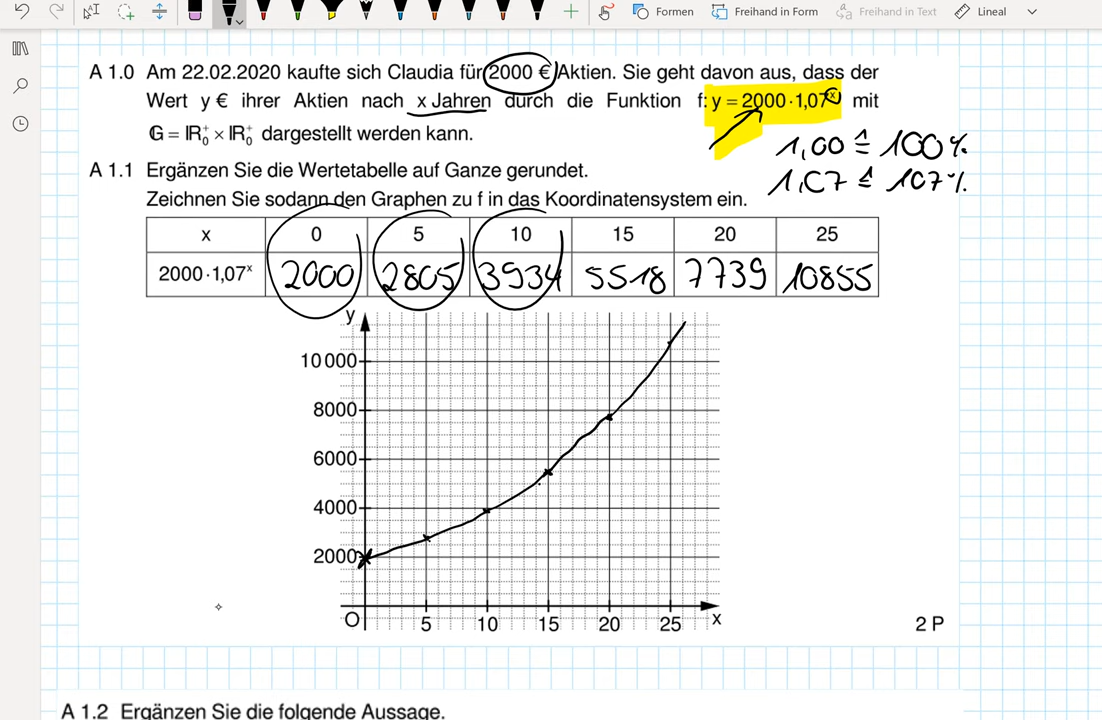 Formen Freihand in Form Freihand in Text Lineal
A 1.0 Am 22.02.2020 kaufte sich Claudia für 2000 € Aktien. Sie geht davon aus, dass der
Wert y € ihrer Aktien nach x Jahren durch die Funktion f: y = 2000 · 1,07ˣ mit
𝔾 = ℝ₀⁺ × ℝ₀⁺ dargestellt werden kann.
1,00 ≙ 100 %
1,07 ≙ 107 %
A 1.1 Ergänzen Sie die Wertetabelle auf Ganze gerundet.
Zeichnen Sie sodann den Graphen zu f in das Koordinatensystem ein.
x 0 5 10 15 20 25
2000 · 1,07ˣ 2000 2805 3934 5518 7739 10855
y
10 000
8000
6000
4000
2000
O 5 10 15 20 25 x
2 P
A 1.2 Ergänzen Sie die folgende Aussage.